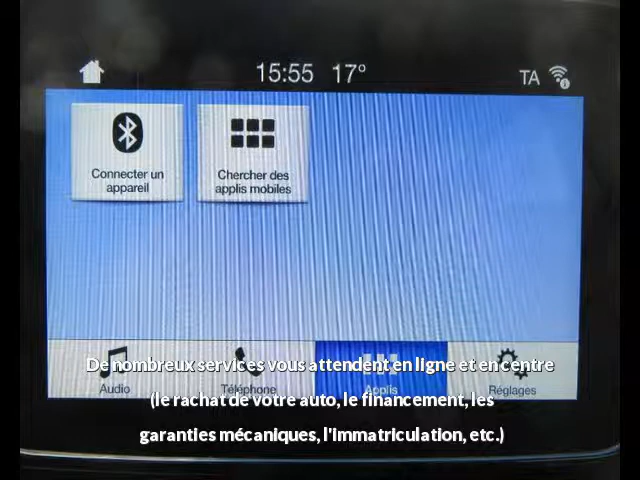 15:55 17° TA
Connecter un
appareil
Chercher des
applis mobiles
Audio Téléphone Applis Réglages
De nombreux services vous attendent en ligne et en centre
(le rachat de votre auto, le financement, les
garanties mécaniques, l'immatriculation, etc.)